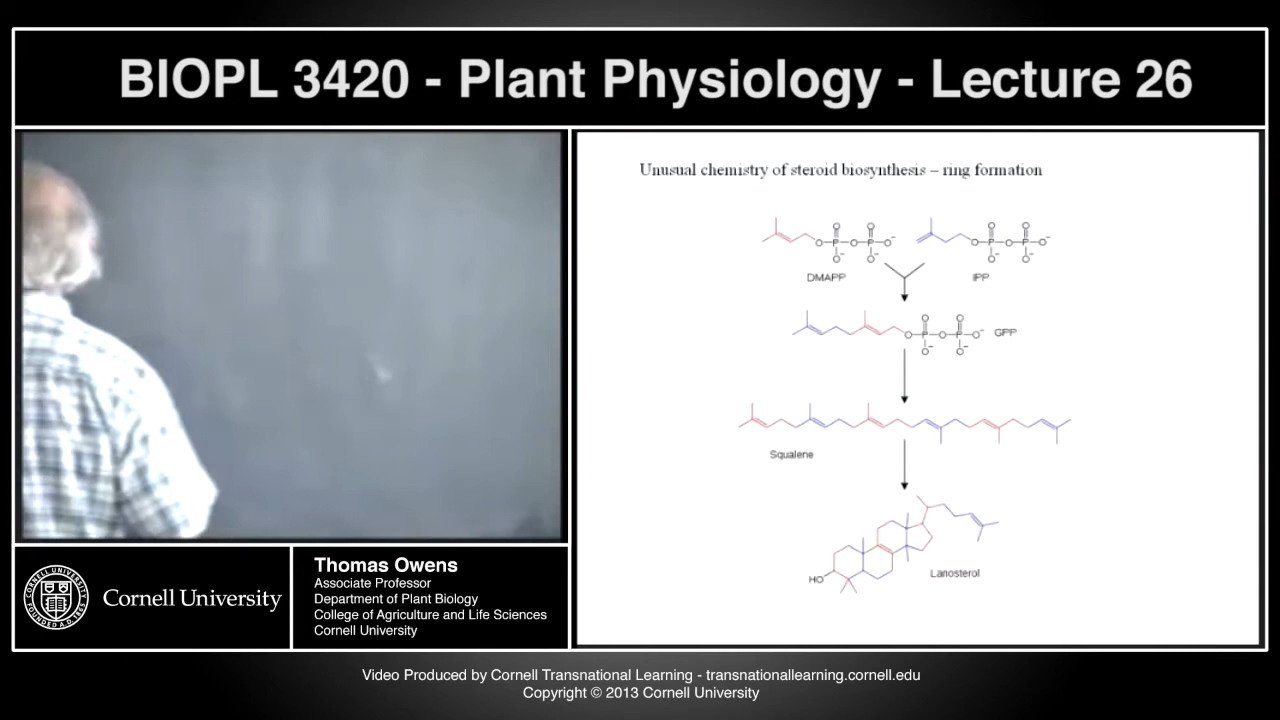 BIOPL 3420 - Plant Physiology - Lecture 26
Unusual chemistry of steroid biosynthesis – ring formation
DMAPP
IPP
GPP
Squalene
HO
Lanosterol
Cornell University
Thomas Owens
Associate Professor
Department of Plant Biology
College of Agriculture and Life Sciences
Cornell University
Video Produced by Cornell Transnational Learning - transnationallearning.cornell.edu
Copyright © 2013 Cornell University